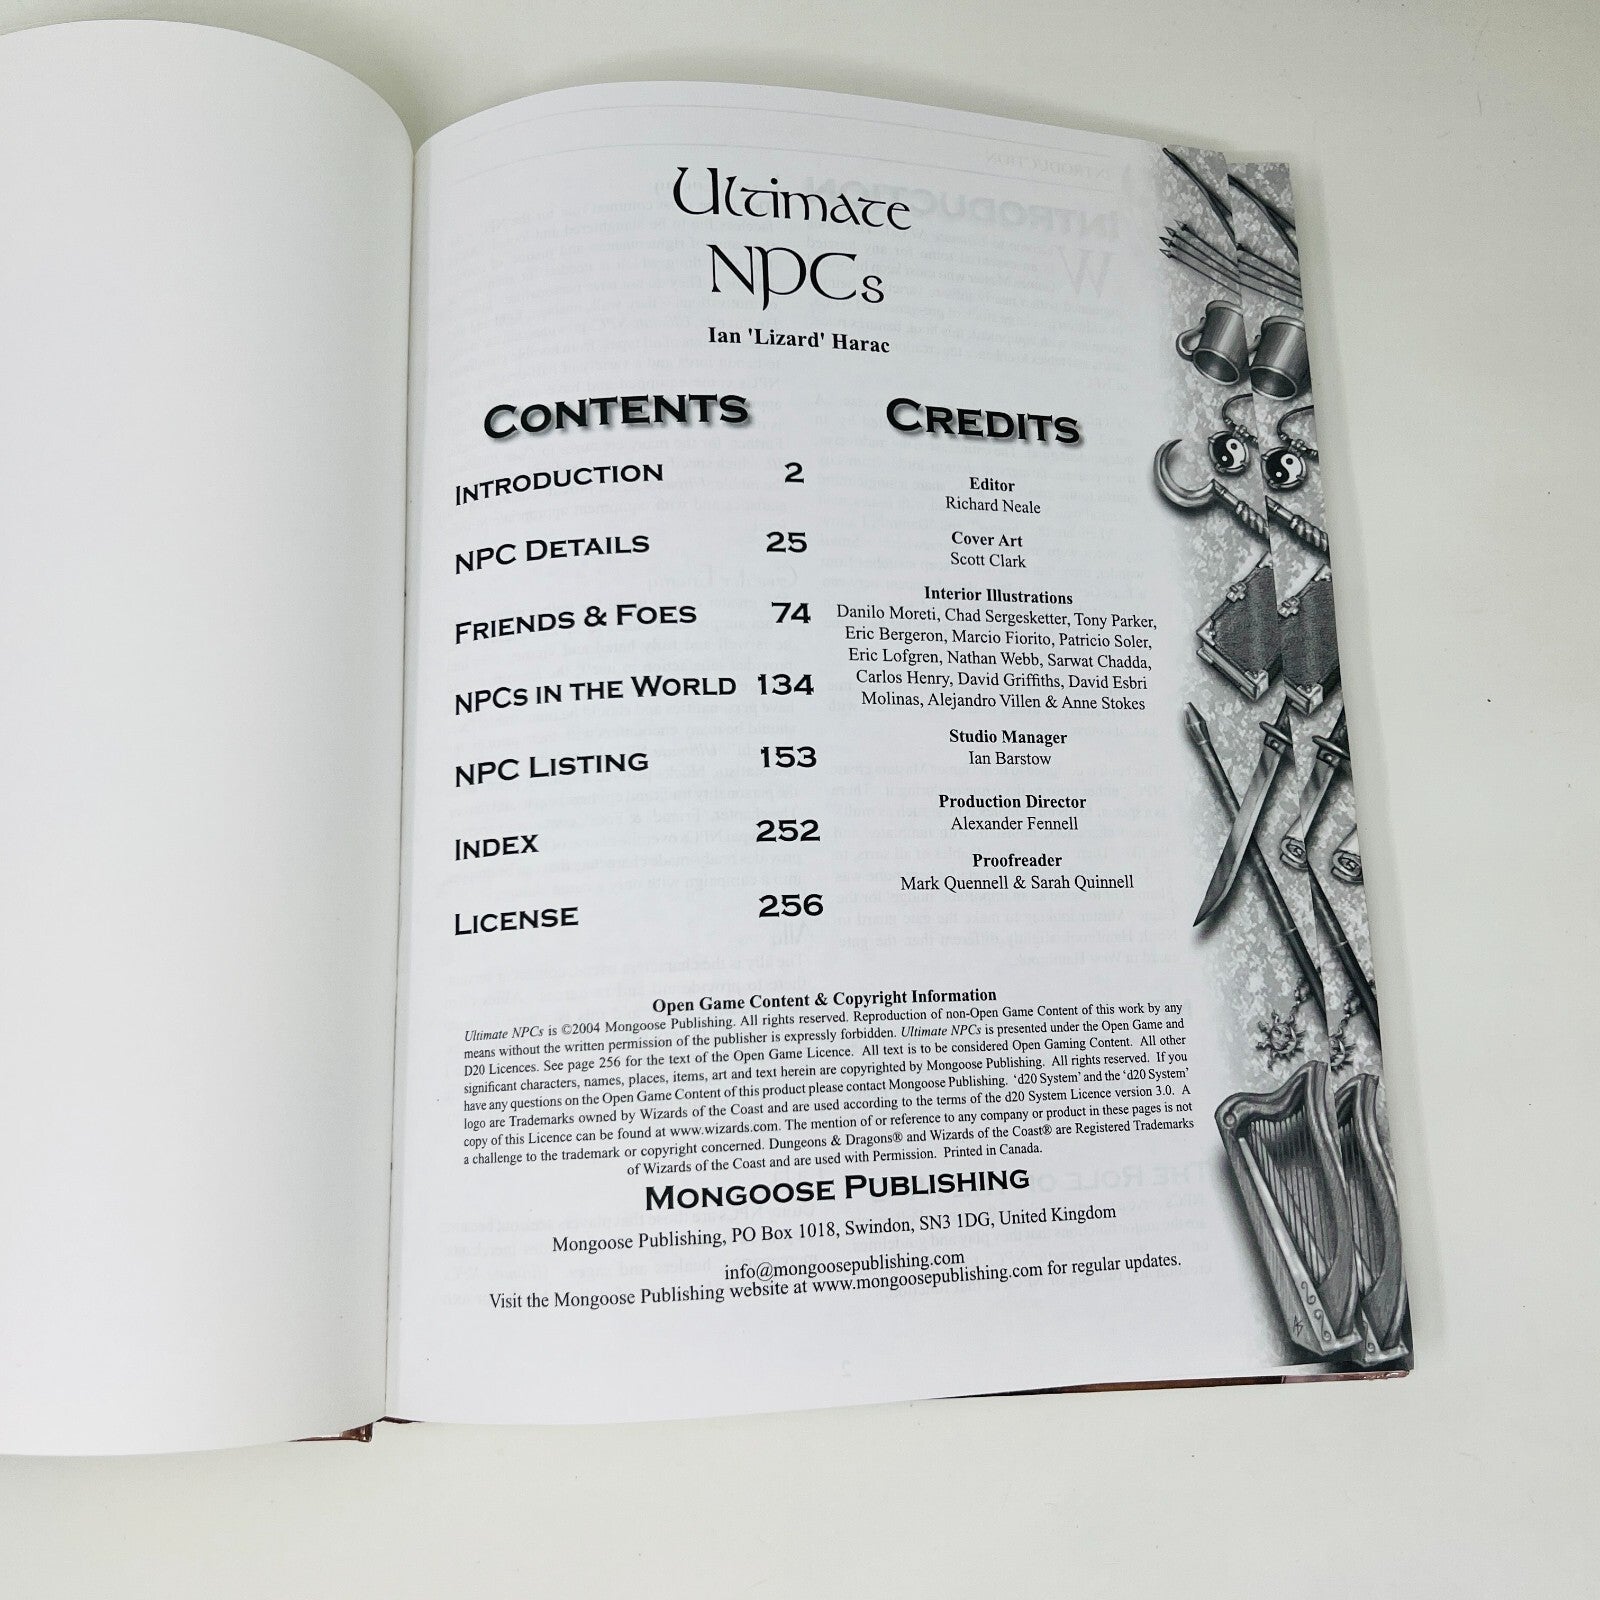 Ultimate
NPCs
Ian 'Lizard' Harac
Contents
Introduction 2
NPC Details 25
Friends & Foes 74
NPCs in the World 134
NPC Listing 153
Index 252
License 256
Credits
Editor
Richard Neale
Cover Art
Scott Clark
Interior Illustrations
Danilo Moreti, Chad Sergesketter, Tony Parker,
Eric Bergeron, Marcio Fiorito, Patricio Soler,
Eric Lofgren, Nathan Webb, Sarwat Chadda,
Carlos Henry, David Griffiths, David Esbri
Molinas, Alejandro Villen & Anne Stokes
Studio Manager
Ian Barstow
Production Director
Alexander Fennell
Proofreader
Mark Quennell & Sarah Quinnell
Open Game Content & Copyright Information
Ultimate NPCs is ©2004 Mongoose Publishing. All rights reserved. Reproduction of non-Open Game Content of this work by any
means without the written permission of the publisher is expressly forbidden. Ultimate NPCs is presented under the Open Game and
D20 Licences. See page 256 for the text of the Open Game Licence. All text is to be considered Open Gaming Content. All other
significant characters, names, places, items, art and text herein are copyrighted by Mongoose Publishing. All rights reserved. If you
have any questions on the Open Game Content of this product please contact Mongoose Publishing. 'd20 System' and the 'd20 System'
logo are Trademarks owned by Wizards of the Coast and are used according to the terms of the d20 System Licence version 3.0. A
copy of this Licence can be found at www.wizards.com. The mention of or reference to any company or product in these pages is not
a challenge to the trademark or copyright concerned. Dungeons & Dragons® and Wizards of the Coast® are Registered Trademarks
of Wizards of the Coast and are used with Permission. Printed in Canada.
Mongoose Publishing
Mongoose Publishing, PO Box 1018, Swindon, SN3 1DG, United Kingdom
info@mongoosepublishing.com
Visit the Mongoose Publishing website at www.mongoosepublishing.com for regular updates.